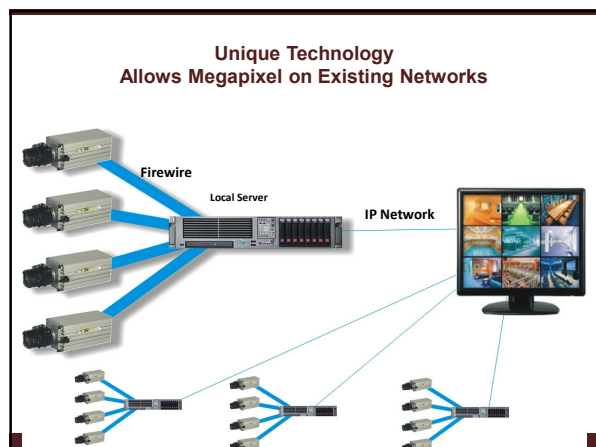 Unique Technology
Allows Megapixel on Existing Networks
Firewire
Local Server
IP Network